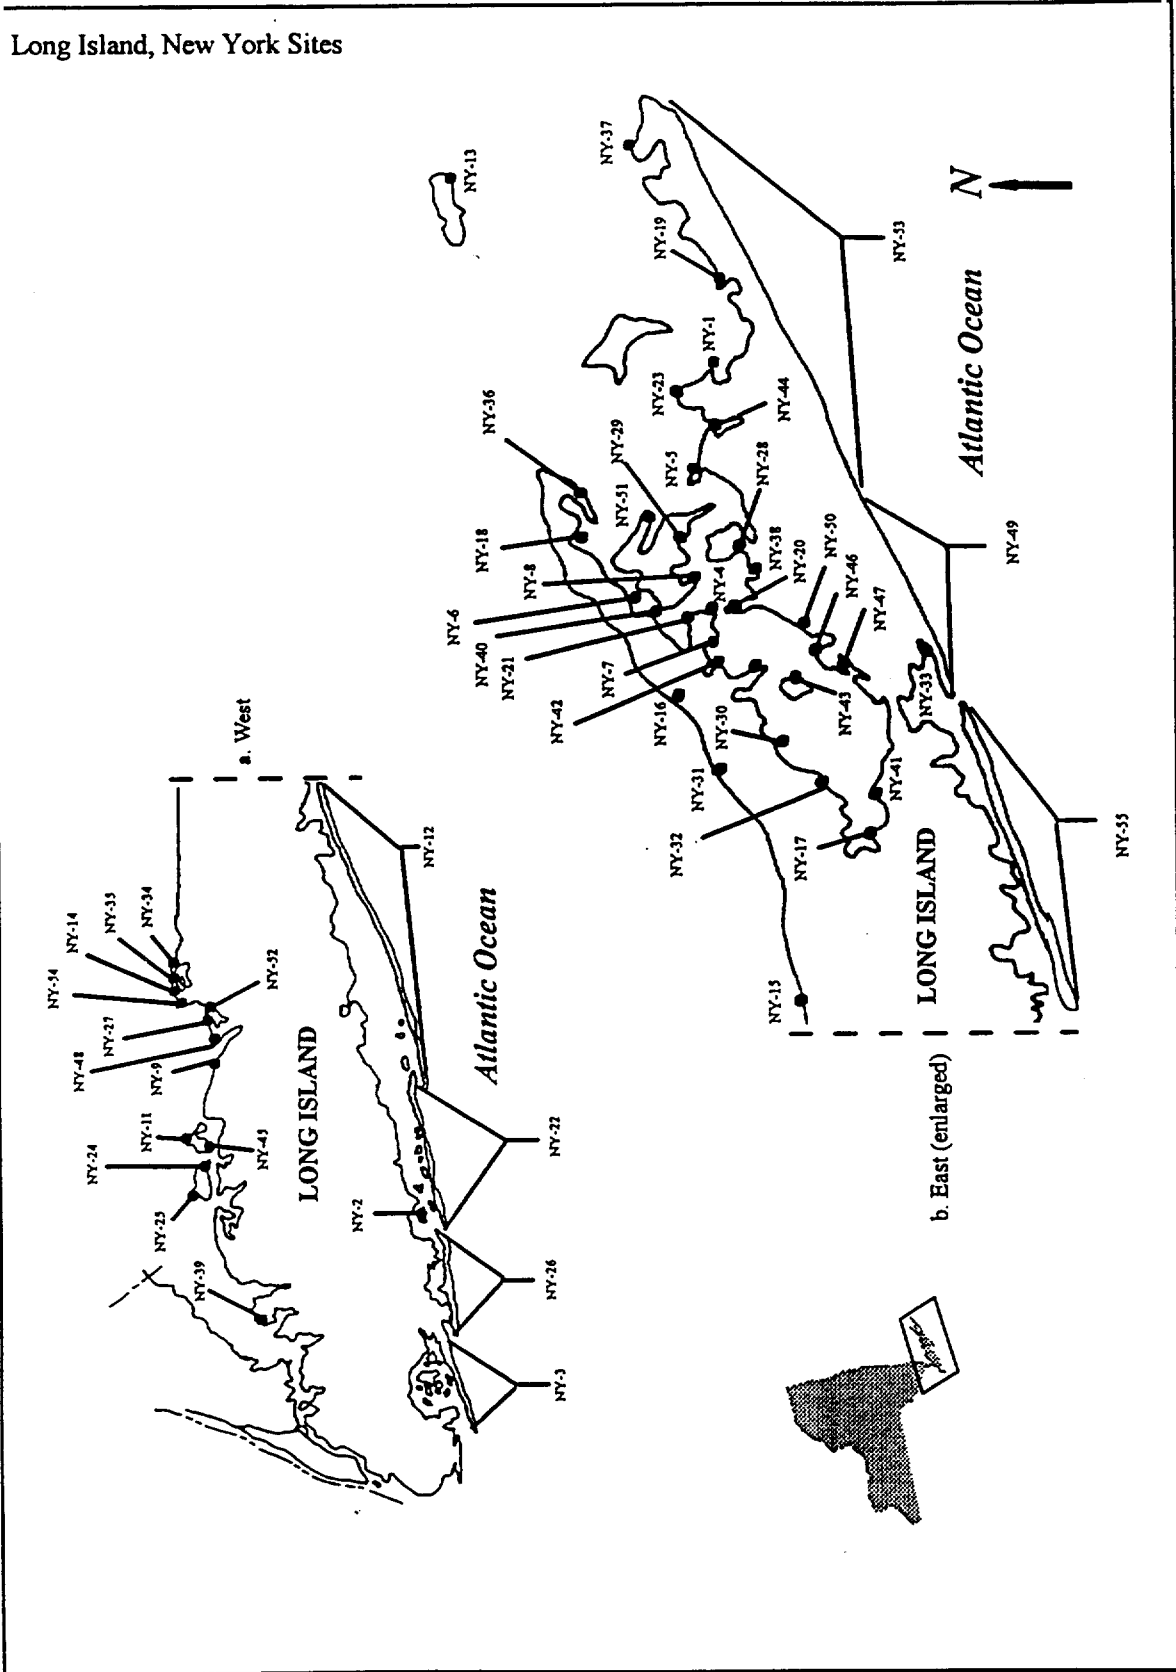 Long Island, New York Sites
NY-54
NY-14
NY-35
NY-34
NY-48
NY-27
NY-52
NY-9
NY-24
NY-11
NY-45
NY-25
NY-39
a. West
LONG ISLAND
NY-2
NY-12
Atlantic Ocean
NY-22
NY-26
NY-3
NY-13
NY-37
NY-19
NY-1
NY-23
NY-44
NY-36
NY-29
NY-5
NY-28
NY-51
NY-18
NY-8
NY-6
NY-40
NY-21
NY-4
NY-38
NY-20
NY-50
NY-46
NY-47
NY-7
NY-42
NY-16
NY-30
NY-43
NY-33
NY-31
NY-32
NY-41
NY-17
LONG ISLAND
NY-15
N
NY-53
Atlantic Ocean
NY-49
NY-55
b. East (enlarged)